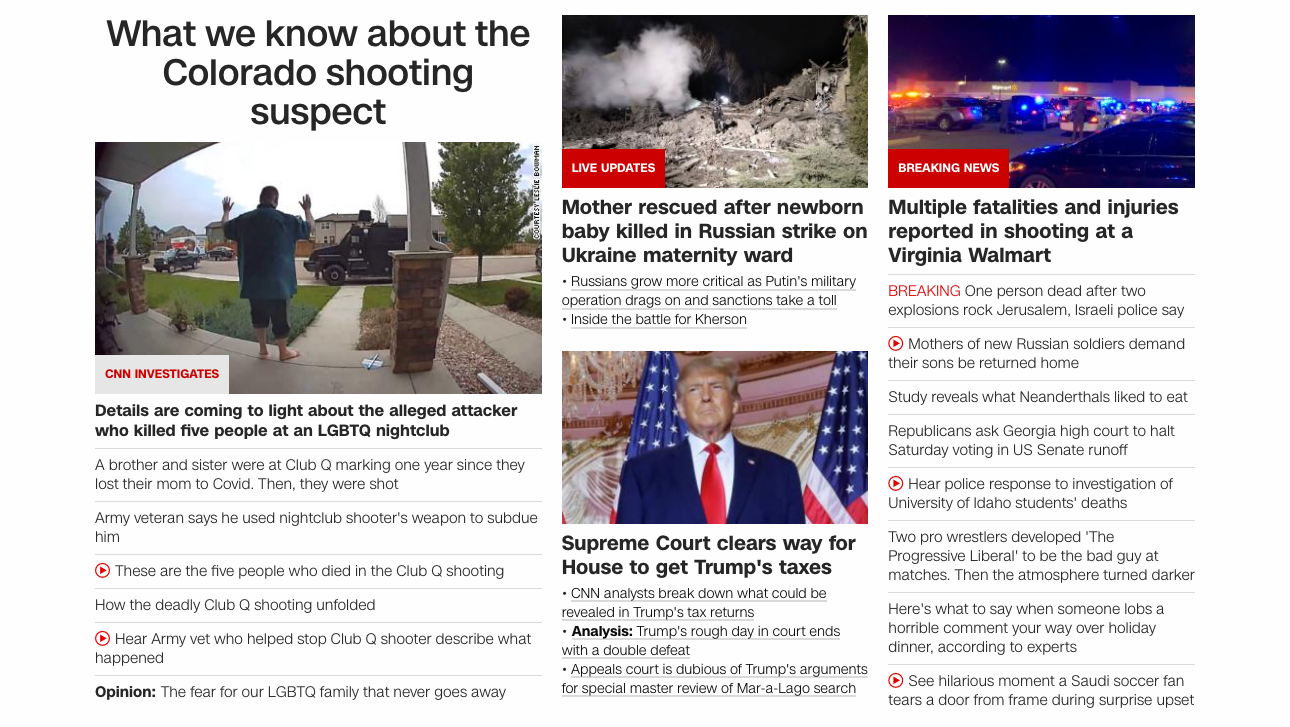 What we know about the
Colorado shooting
suspect
COURTESY LESLIE BOWMAN
CNN INVESTIGATES
Details are coming to light about the alleged attacker
who killed five people at an LGBTQ nightclub
A brother and sister were at Club Q marking one year since they
lost their mom to Covid. Then, they were shot
Army veteran says he used nightclub shooter's weapon to subdue
him
These are the five people who died in the Club Q shooting
How the deadly Club Q shooting unfolded
Hear Army vet who helped stop Club Q shooter describe what
happened
Opinion: The fear for our LGBTQ family that never goes away
LIVE UPDATES
Mother rescued after newborn
baby killed in Russian strike on
Ukraine maternity ward
• Russians grow more critical as Putin's military
operation drags on and sanctions take a toll
• Inside the battle for Kherson
Supreme Court clears way for
House to get Trump's taxes
• CNN analysts break down what could be
revealed in Trump's tax returns
• Analysis: Trump's rough day in court ends
with a double defeat
• Appeals court is dubious of Trump's arguments
for special master review of Mar-a-Lago search
Walmart
BREAKING NEWS
Multiple fatalities and injuries
reported in shooting at a
Virginia Walmart
BREAKING One person dead after two
explosions rock Jerusalem, Israeli police say
Mothers of new Russian soldiers demand
their sons be returned home
Study reveals what Neanderthals liked to eat
Republicans ask Georgia high court to halt
Saturday voting in US Senate runoff
Hear police response to investigation of
University of Idaho students' deaths
Two pro wrestlers developed 'The
Progressive Liberal' to be the bad guy at
matches. Then the atmosphere turned darker
Here's what to say when someone lobs a
horrible comment your way over holiday
dinner, according to experts
See hilarious moment a Saudi soccer fan
tears a door from frame during surprise upset